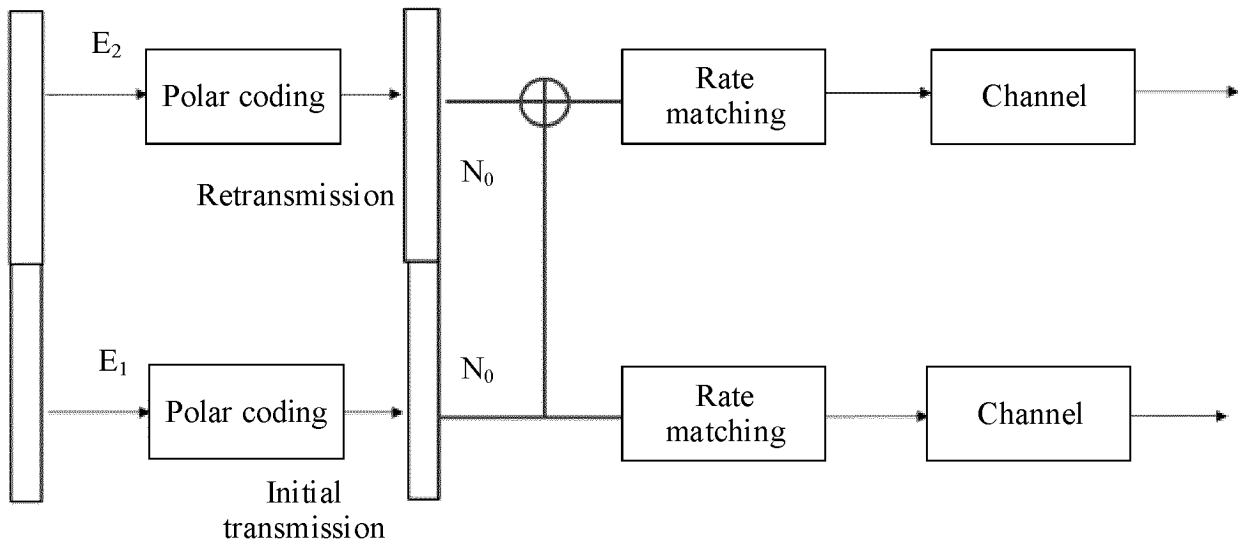 E₂
Polar coding
Rate
matching
Channel
Retransmission
N₀
E₁
Polar coding
N₀
Rate
matching
Channel
Initial
transmission